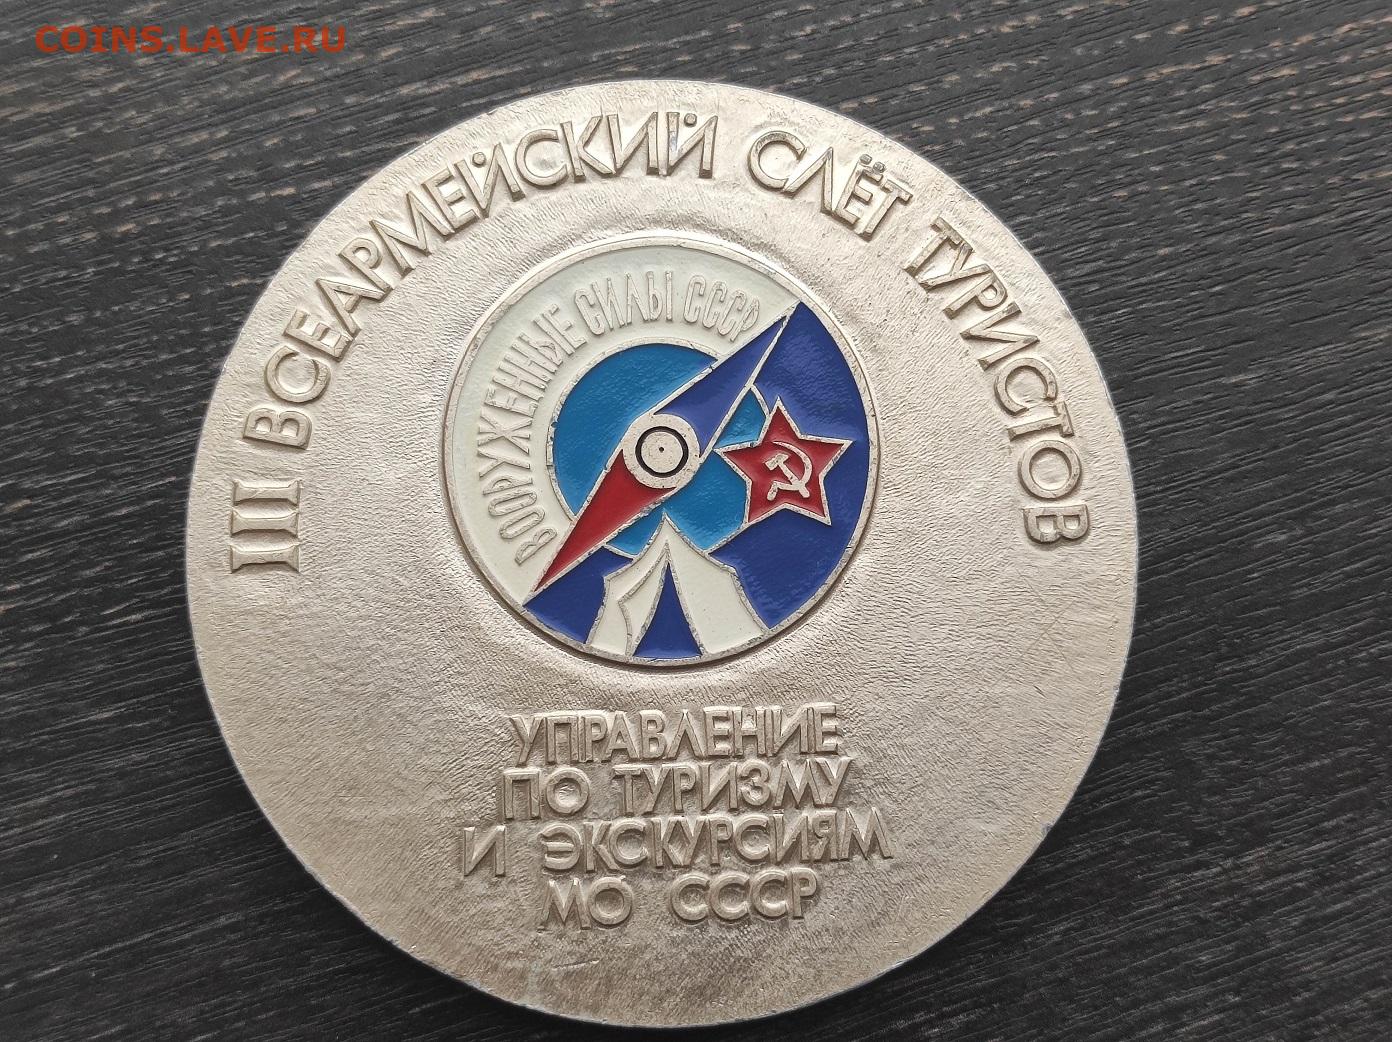 COINS.LAVE.RU
III ВСЕАРМЕЙСКИЙ СЛЁТ ТУРИСТОВ
ВООРУЖЕННЫЕ СИЛЫ СССР
УПРАВЛЕНИЕ
ПО ТУРИЗМУ
И ЭКСКУРСИЯМ
МО СССР